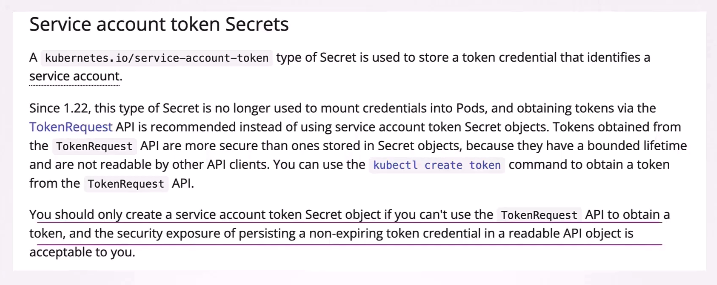 Service account token Secrets
A kubernetes.io/service-account-token type of Secret is used to store a token credential that identifies a
service account.
Since 1.22, this type of Secret is no longer used to mount credentials into Pods, and obtaining tokens via the
TokenRequest API is recommended instead of using service account token Secret objects. Tokens obtained from
the TokenRequest API are more secure than ones stored in Secret objects, because they have a bounded lifetime
and are not readable by other API clients. You can use the kubectl create token command to obtain a token
from the TokenRequest API.
You should only create a service account token Secret object if you can't use the TokenRequest API to obtain a
token, and the security exposure of persisting a non-expiring token credential in a readable API object is
acceptable to you.